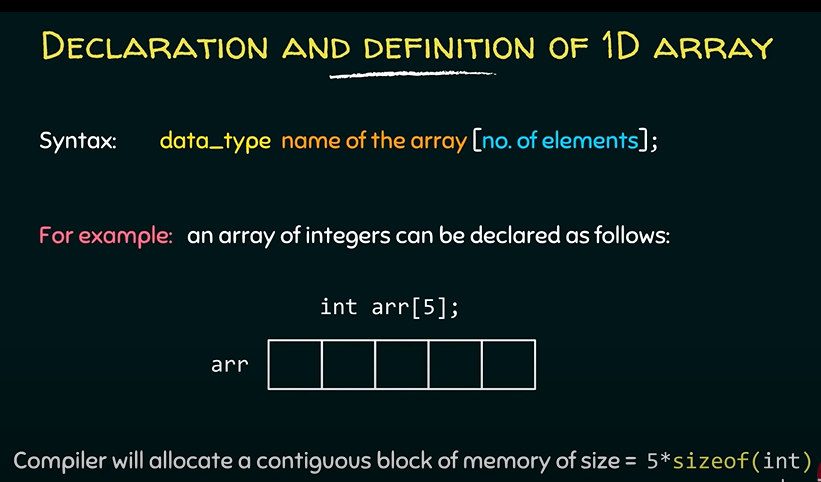 DECLARATION AND DEFINITION OF 1D ARRAY
Syntax: data_type name of the array [no. of elements];
For example: an array of integers can be declared as follows:
int arr[5];
arr
Compiler will allocate a contiguous block of memory of size = 5*sizeof(int)